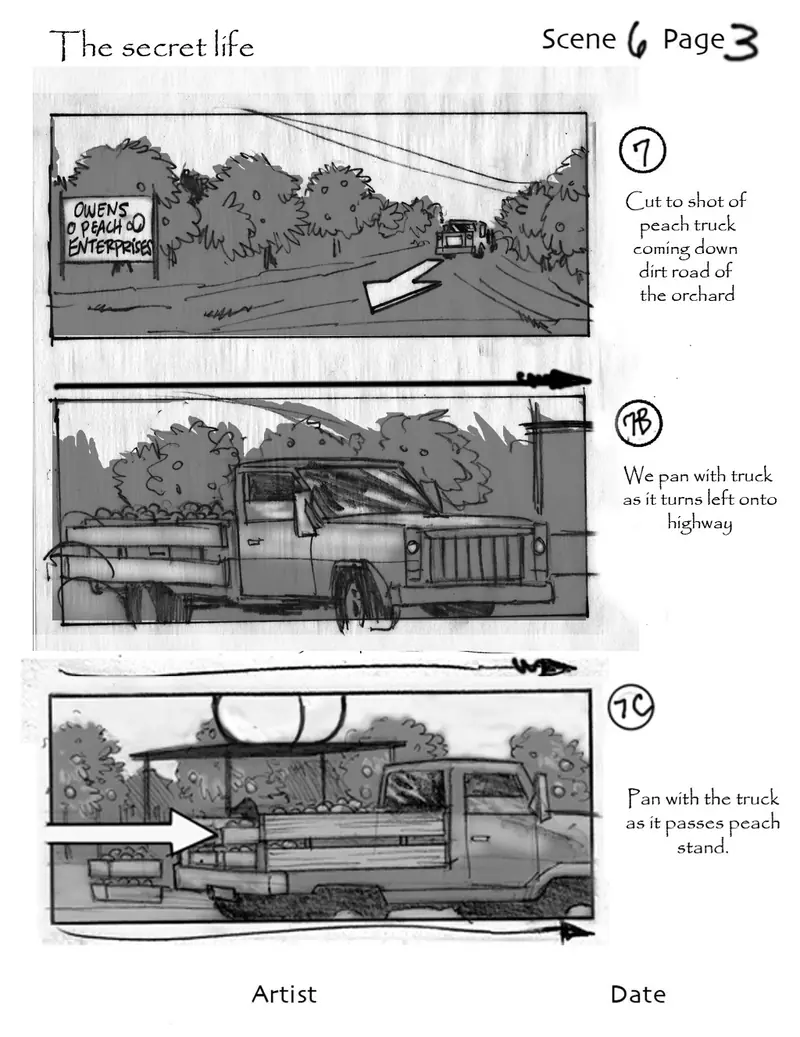 The secret life
Scene 6 Page 3
OWENS
PEACH CO
ENTERPRISES
7
Cut to shot of
peach truck
coming down
dirt road of
the orchard
7B
We pan with truck
as it turns left onto
highway
7C
Pan with the truck
as it passes peach
stand.
Artist
Date